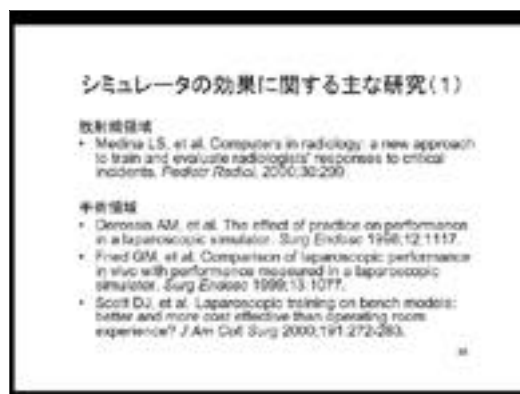 シミュレータの効果に関する主な研究(1)
放射線領域
• Medina LS, et al. Computers in radiology: a new approach
to train and evaluate radiologists' responses to critical
incidents. Pediatr Radiol. 2000;30:299
手術領域
• Derossis AM, et al. The effect of practice on performance
in a laparoscopic simulator. Surg Endosc 1998;12:1117.
• Fried GM, et al. Comparison of laparoscopic performance
in vivo with performance measured in a laparoscopic
simulator. Surg Endosc 1999;13:1077.
• Scott DJ, et al. Laparoscopic training on bench models:
better and more cost effective than operating room
experience? J Am Coll Surg 2000;191:272-283.